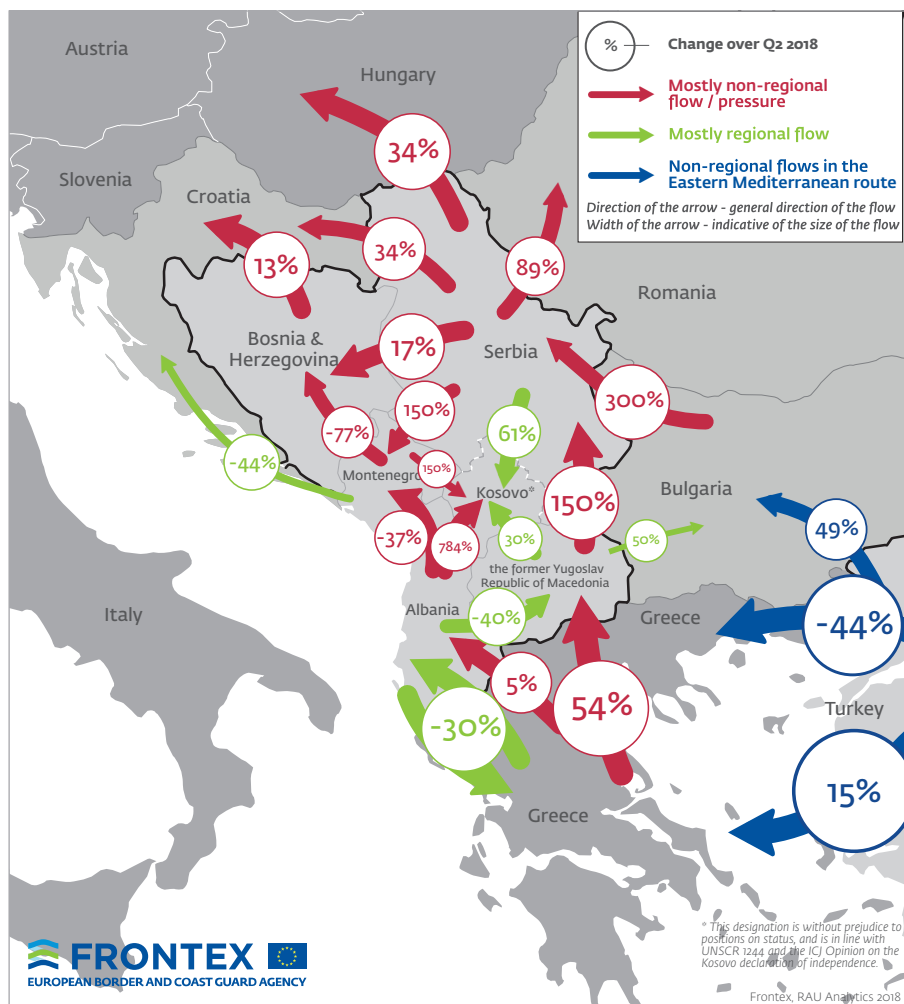 Austria
Hungary
Slovenia
Croatia
Bosnia &
Herzegovina
Serbia
Romania
Montenegro
Kosovo*
Bulgaria
the former Yugoslav
Republic of Macedonia
Albania
Greece
Italy
Turkey
Greece
% Change over Q2 2018
Mostly non-regional
flow / pressure
Mostly regional flow
Non-regional flows in the
Eastern Mediterranean route
Direction of the arrow - general direction of the flow
Width of the arrow - indicative of the size of the flow
34%
13%
34%
89%
17%
150%
300%
-77%
61%
-44%
150%
150%
-37%
784%
30%
50%
49%
-40%
-44%
5%
54%
-30%
15%
* This designation is without prejudice to
positions on status, and is in line with
UNSCR 1244 and the ICJ Opinion on the
Kosovo declaration of independence.
FRONTEX
EUROPEAN BORDER AND COAST GUARD AGENCY
Frontex, RAU Analytics 2018